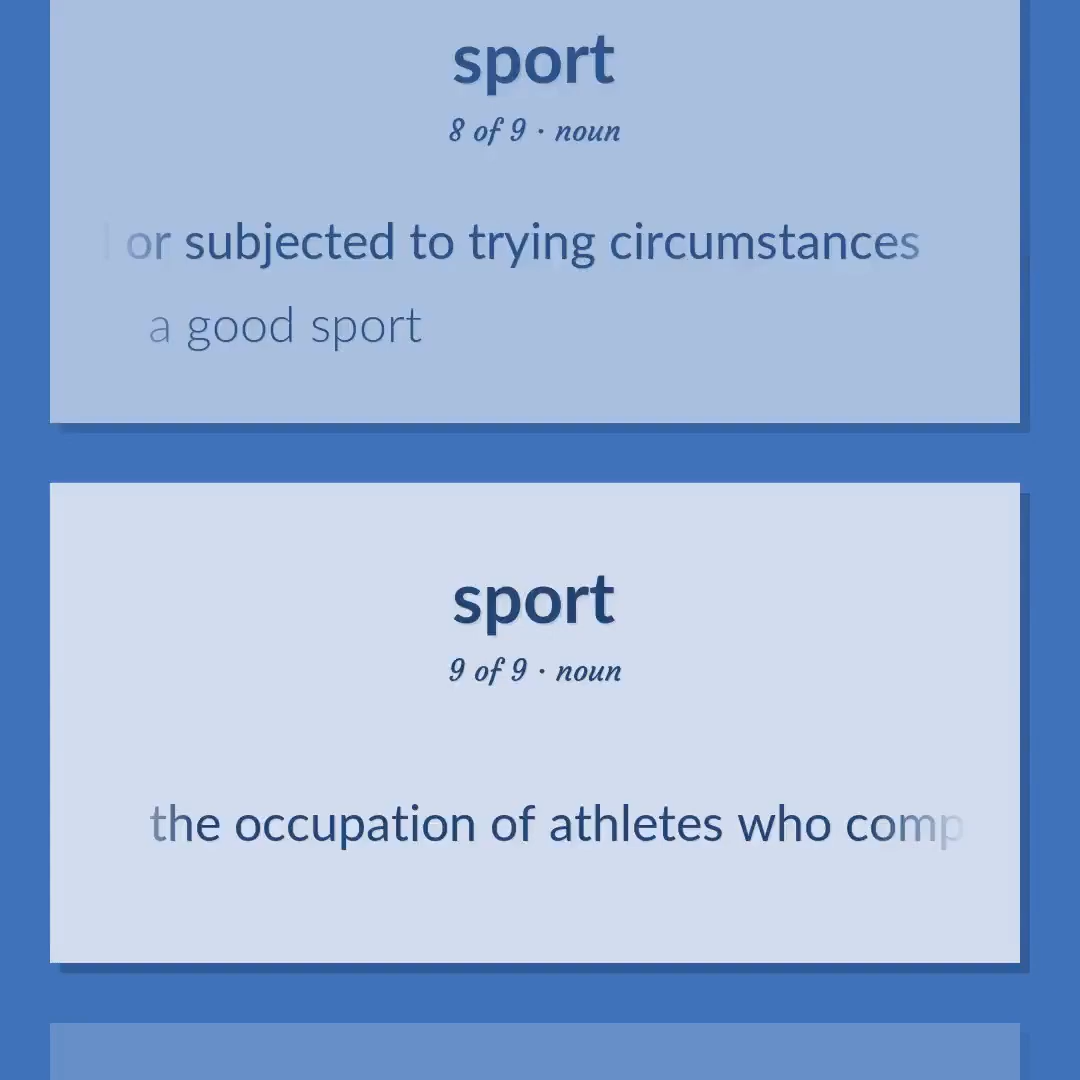 sport
8 of 9 · noun
or subjected to trying circumstances
a good sport
sport
9 of 9 · noun
the occupation of athletes who comp